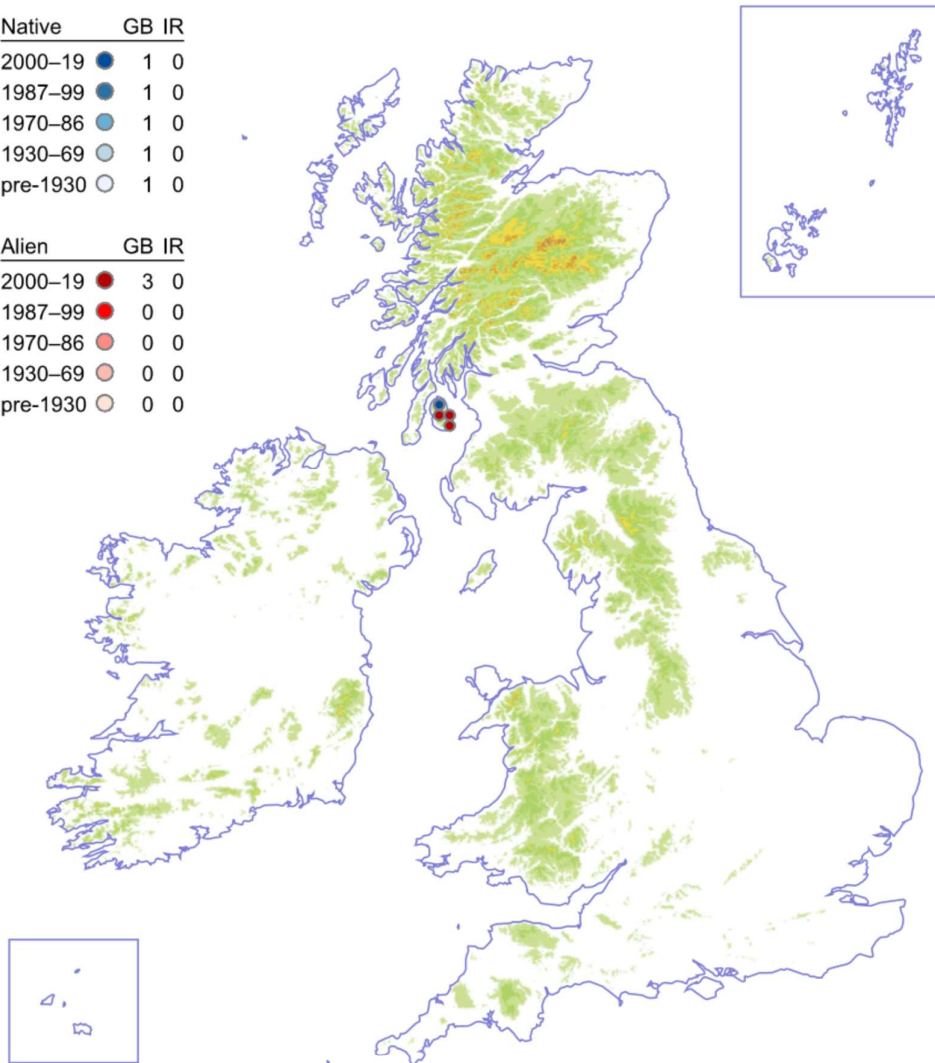 Native GB IR
2000–19 1 0
1987–99 1 0
1970–86 1 0
1930–69 1 0
pre-1930 1 0
Alien GB IR
2000–19 3 0
1987–99 0 0
1970–86 0 0
1930–69 0 0
pre-1930 0 0